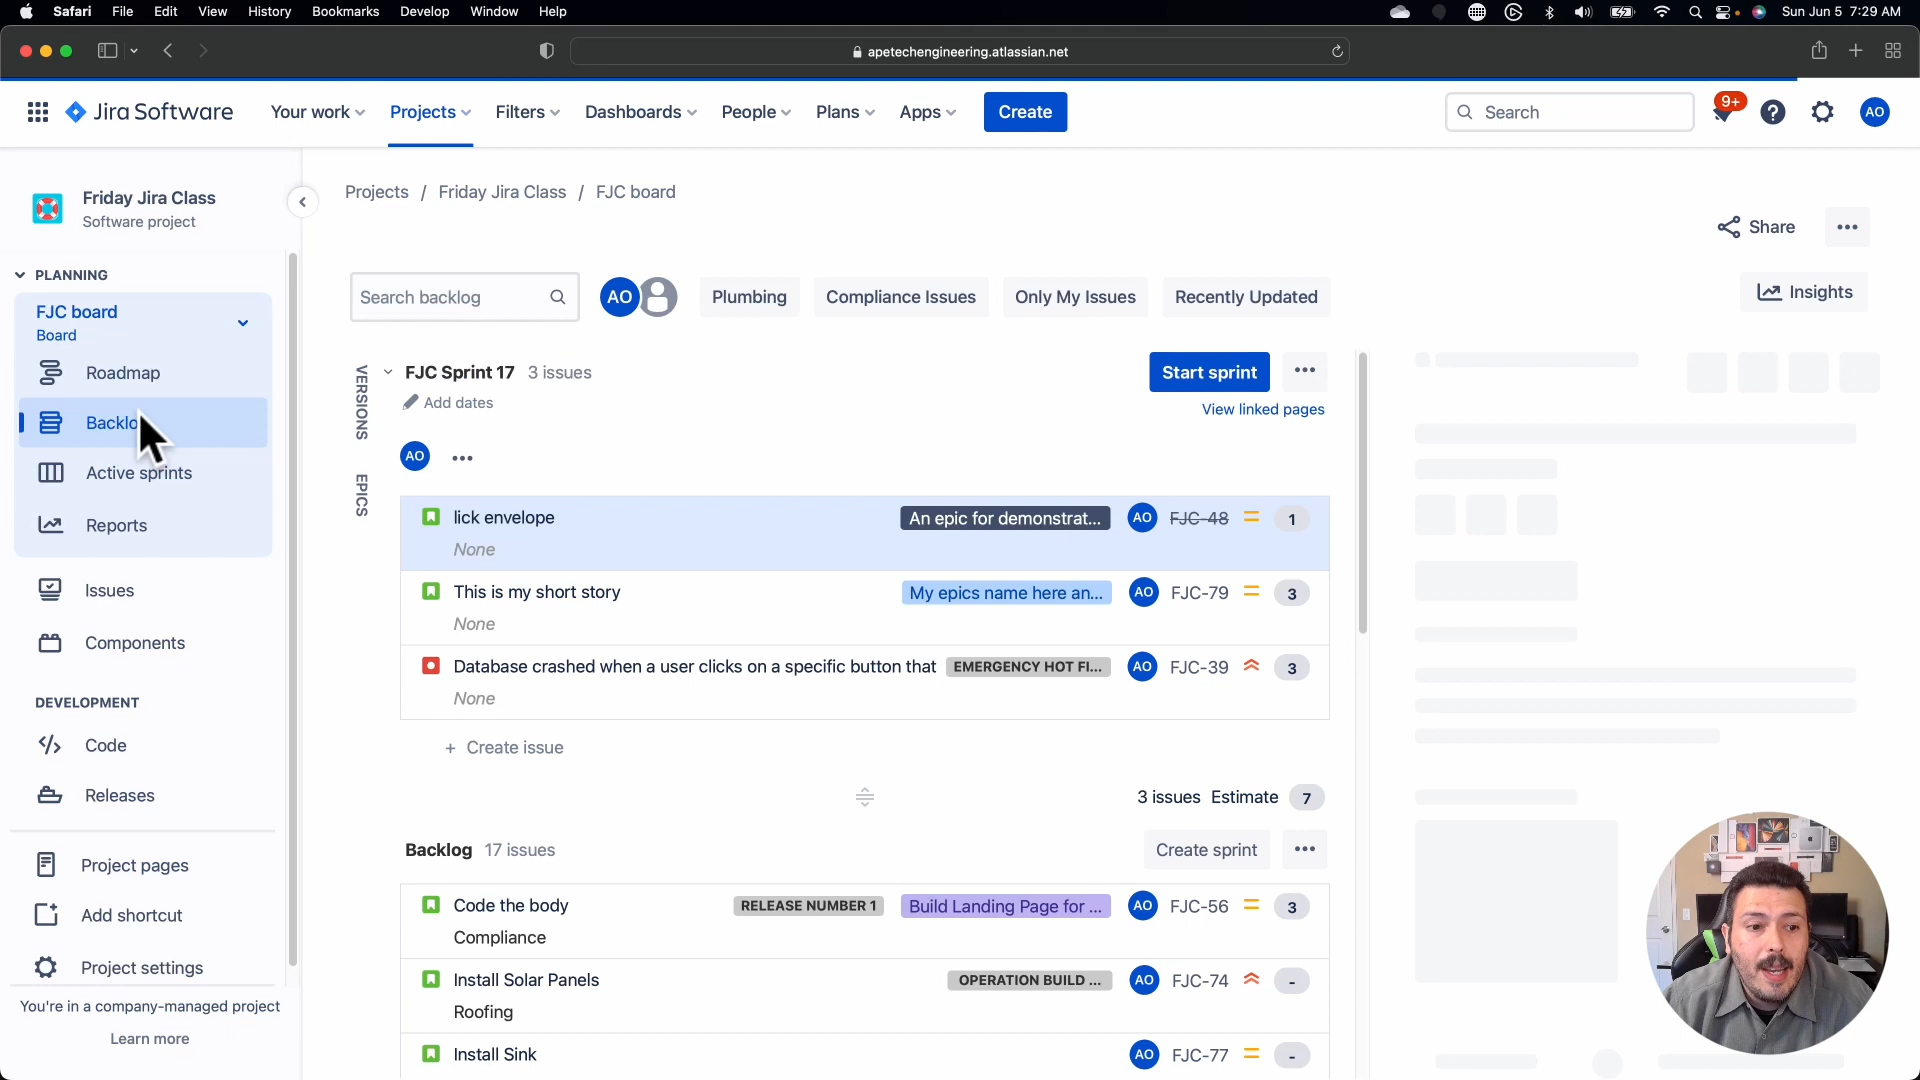 Safari File Edit View History Bookmarks Develop Window Help Sun Jun 5 7:29 AM
apetechengineering.atlassian.net
Jira Software Your work Projects Filters Dashboards People Plans Apps Create Search 9+ AO
Friday Jira Class
Software project
Projects / Friday Jira Class / FJC board
Share
PLANNING
FJC board
Board
Roadmap
Backlo
Active sprints
Reports
Issues
Components
DEVELOPMENT
Code
Releases
Project pages
Add shortcut
Project settings
You're in a company-managed project
Learn more
Search backlog AO Plumbing Compliance Issues Only My Issues Recently Updated Insights
VERSIONS
EPICS
FJC Sprint 17 3 issues Start sprint
Add dates View linked pages
AO
lick envelope An epic for demonstrat... AO FJC-48 1
None
This is my short story My epics name here an... AO FJC-79 3
None
Database crashed when a user clicks on a specific button that EMERGENCY HOT FI... AO FJC-39 3
None
+ Create issue
3 issues Estimate 7
Backlog 17 issues Create sprint
Code the body RELEASE NUMBER 1 Build Landing Page for ... AO FJC-56 3
Compliance
Install Solar Panels OPERATION BUILD ... AO FJC-74 -
Roofing
Install Sink AO FJC-77 -